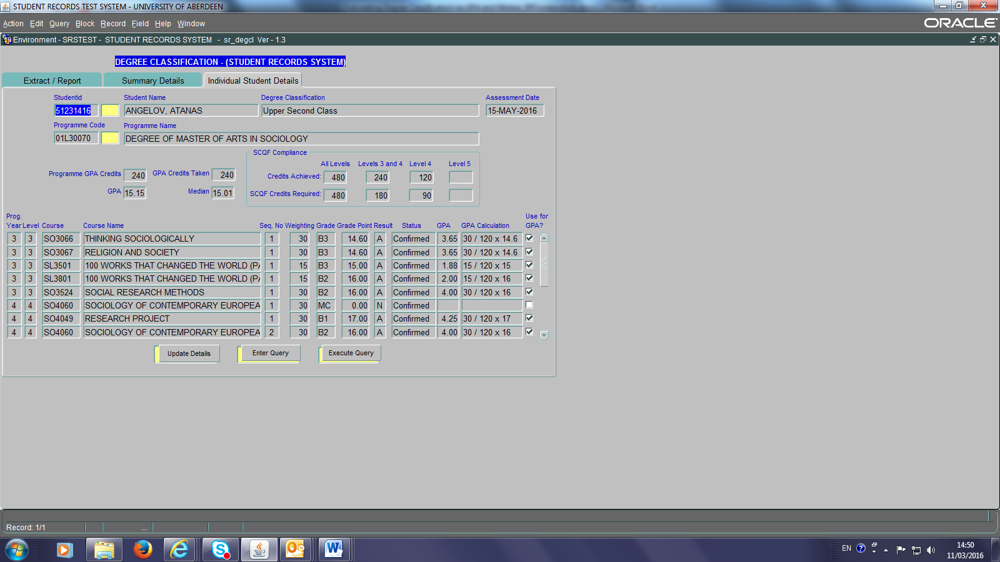 STUDENT RECORDS TEST SYSTEM - UNIVERSITY OF ABERDEEN
Action Edit Query Block Record Field Help Window
ORACLE
Environment - SRSTEST - STUDENT RECORDS SYSTEM - sr_degcl Ver - 1.3
DEGREE CLASSIFICATION - (STUDENT RECORDS SYSTEM)
Extract / Report Summary Details Individual Student Details
Studentid Student Name Degree Classification Assessment Date
51231416 ANGELOV, ATANAS Upper Second Class 15-MAY-2016
Programme Code Programme Name
01L30070 DEGREE OF MASTER OF ARTS IN SOCIOLOGY
SCQF Compliance
All Levels Levels 3 and 4 Level 4 Level 5
Programme GPA Credits 240 GPA Credits Taken 240 Credits Achieved: 480 240 120
GPA 15.15 Median 15.01 SCQF Credits Required: 480 180 90
Prog. Use for
Year Level Course Course Name Seq. No Weighting Grade Grade Point Result Status GPA GPA Calculation GPA?
3 3 SO3066 THINKING SOCIOLOGICALLY 1 30 B3 14.60 A Confirmed 3.65 30 / 120 x 14.6
3 3 SO3067 RELIGION AND SOCIETY 1 30 B3 14.60 A Confirmed 3.65 30 / 120 x 14.6
3 3 SL3501 100 WORKS THAT CHANGED THE WORLD (PA 1 15 B3 15.00 A Confirmed 1.88 15 / 120 x 15
3 3 SL3801 100 WORKS THAT CHANGED THE WORLD (PA 1 15 B2 16.00 A Confirmed 2.00 15 / 120 x 16
3 3 SO3524 SOCIAL RESEARCH METHODS 1 30 B2 16.00 A Confirmed 4.00 30 / 120 x 16
4 4 SO4060 SOCIOLOGY OF CONTEMPORARY EUROPEA 1 30 MC 0.00 N Confirmed
4 4 SO4049 RESEARCH PROJECT 1 30 B1 17.00 A Confirmed 4.25 30 / 120 x 17
4 4 SO4060 SOCIOLOGY OF CONTEMPORARY EUROPEA 2 30 B2 16.00 A Confirmed 4.00 30 / 120 x 16
Update Details Enter Query Execute Query
Record: 1/1 ...
EN 14:50
11/03/2016